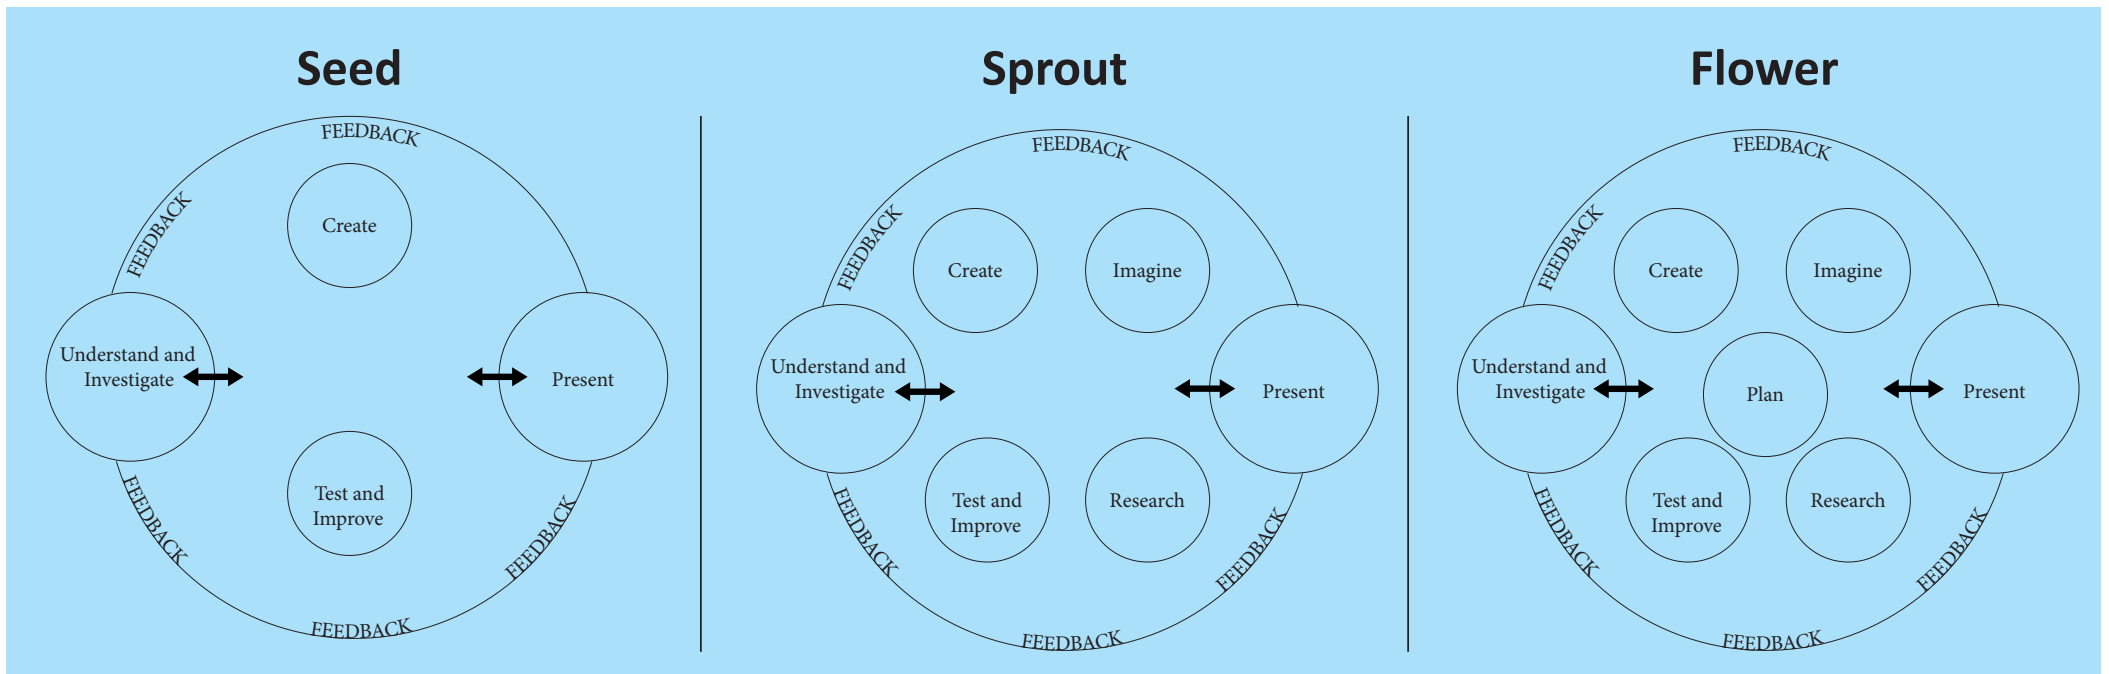 Seed
FEEDBACK
FEEDBACK
Create
Understand and
Investigate
Present
Test and
Improve
FEEDBACK
FEEDBACK
FEEDBACK
Sprout
FEEDBACK
FEEDBACK
Create
Imagine
Understand and
Investigate
Present
Test and
Improve
Research
FEEDBACK
FEEDBACK
FEEDBACK
Flower
FEEDBACK
FEEDBACK
Create
Imagine
Understand and
Investigate
Plan
Present
Test and
Improve
Research
FEEDBACK
FEEDBACK
FEEDBACK